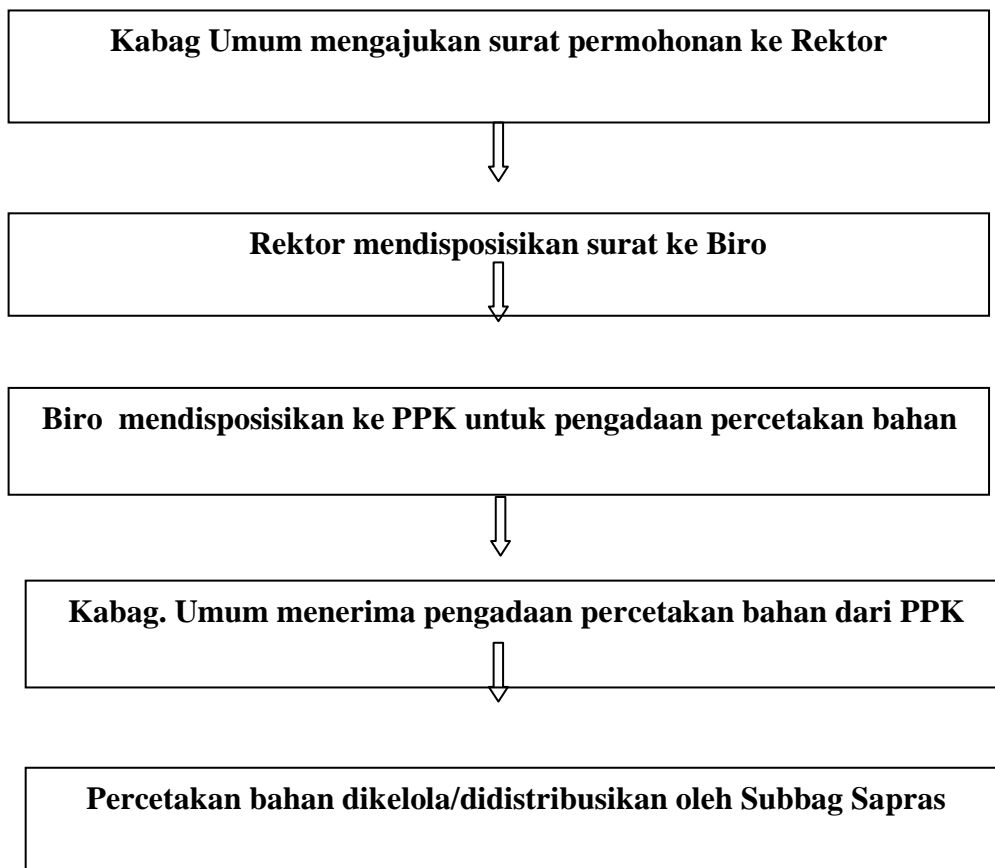 Kabag Umum mengajukan surat permohonan ke Rektor
Rektor mendisposisikan surat ke Biro
Biro  mendisposisikan ke PPK untuk pengadaan percetakan bahan
Kabag. Umum menerima pengadaan percetakan bahan dari PPK
Percetakan bahan dikelola/didistribusikan oleh Subbag Sapras